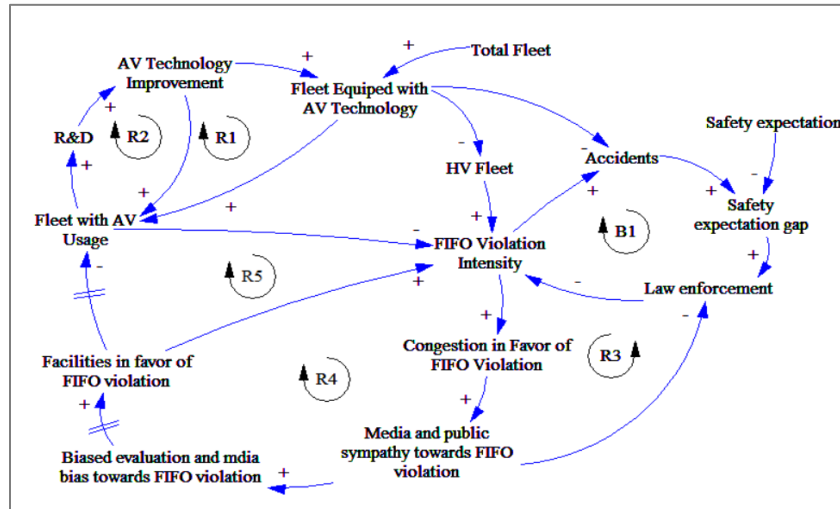 AV Technology
Improvement
Total Fleet
Fleet Equiped with
AV Technology
R&D
R2
R1
Safety expectation
Accidents
HV Fleet
Fleet with AV
Usage
Safety
expectation gap
B1
FIFO Violation
Intensity
R5
Law enforcement
Facilities in favor of
FIFO violation
R4
Congestion in Favor of
FIFO Violation
R3
Media and public
sympathy towards FIFO
violation
Biased evaluation and mdia
bias towards FIFO violation
+
+
+
+
+
+
-
-
+
+
+
-
+
-
+
-
+
-
+
-
+
+
+